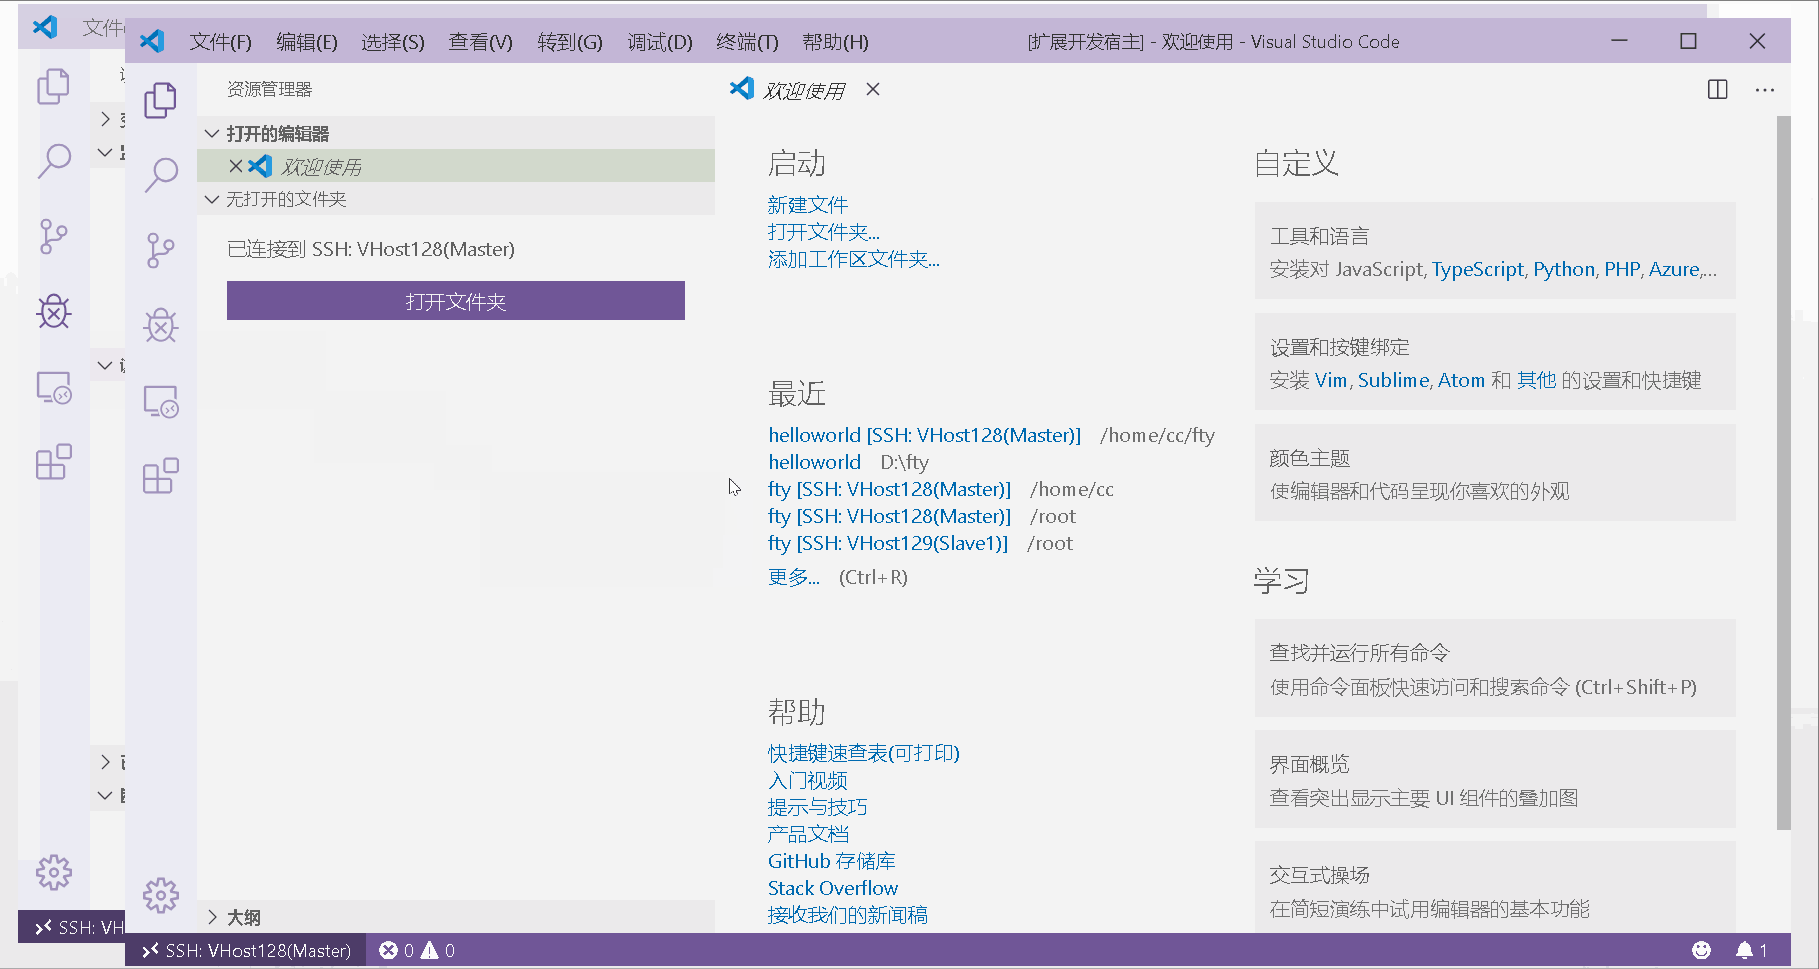 文件
文件(F) 编辑(E) 选择(S) 查看(V) 转到(G) 调试(D) 终端(T) 帮助(H) [扩展开发宿主] - 欢迎使用 - Visual Studio Code
资源管理器
打开的编辑器
欢迎使用
无打开的文件夹
已连接到 SSH: VHost128(Master)
打开文件夹
大纲
欢迎使用
启动
新建文件
打开文件夹...
添加工作区文件夹...
最近
helloworld [SSH: VHost128(Master)] /home/cc/fty
helloworld D:\fty
fty [SSH: VHost128(Master)] /home/cc
fty [SSH: VHost128(Master)] /root
fty [SSH: VHost129(Slave1)] /root
更多... (Ctrl+R)
帮助
快捷键速查表(可打印)
入门视频
提示与技巧
产品文档
GitHub 存储库
Stack Overflow
接收我们的新闻稿
自定义
工具和语言
安装对 JavaScript, TypeScript, Python, PHP, Azure,...
设置和按键绑定
安装 Vim, Sublime, Atom 和 其他 的设置和快捷键
颜色主题
使编辑器和代码呈现你喜欢的外观
学习
查找并运行所有命令
使用命令面板快速访问和搜索命令 (Ctrl+Shift+P)
界面概览
查看突出显示主要 UI 组件的叠加图
交互式操场
在简短演练中试用编辑器的基本功能
SSH: VH
SSH: VHost128(Master) 0 0 1